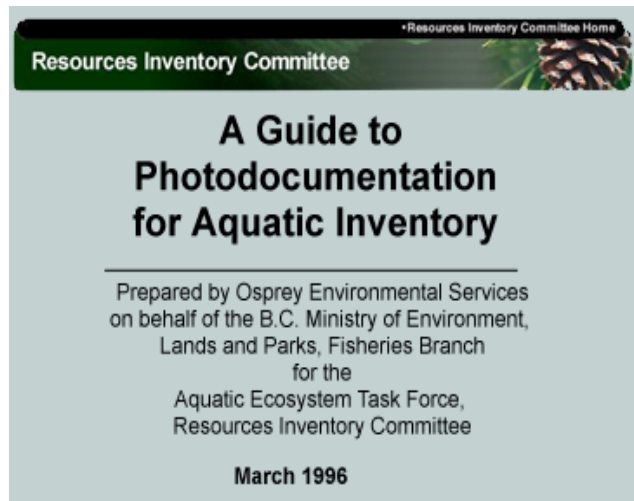 •Resources Inventory Committee Home
Resources Inventory Committee
A Guide to
Photodocumentation
for Aquatic Inventory
Prepared by Osprey Environmental Services
on behalf of the B.C. Ministry of Environment,
Lands and Parks, Fisheries Branch
for the
Aquatic Ecosystem Task Force,
Resources Inventory Committee
March 1996